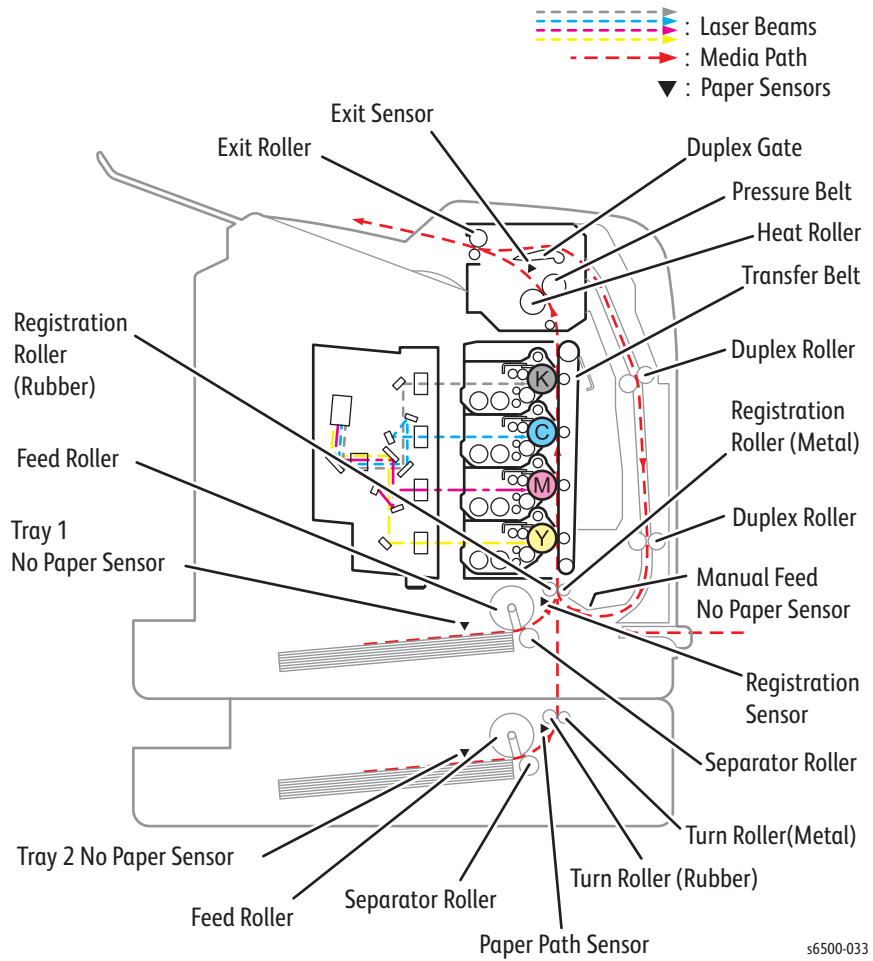 : Laser Beams
: Media Path
: Paper Sensors
Exit Sensor
Exit Roller
Duplex Gate
Pressure Belt
Heat Roller
Transfer Belt
Registration
Roller
(Rubber)
Duplex Roller
Registration
Roller (Metal)
Feed Roller
Tray 1
No Paper Sensor
K
C
M
Y
Duplex Roller
Manual Feed
No Paper Sensor
Registration
Sensor
Separator Roller
Turn Roller(Metal)
Tray 2 No Paper Sensor
Turn Roller (Rubber)
Separator Roller
Feed Roller
Paper Path Sensor
s6500-033